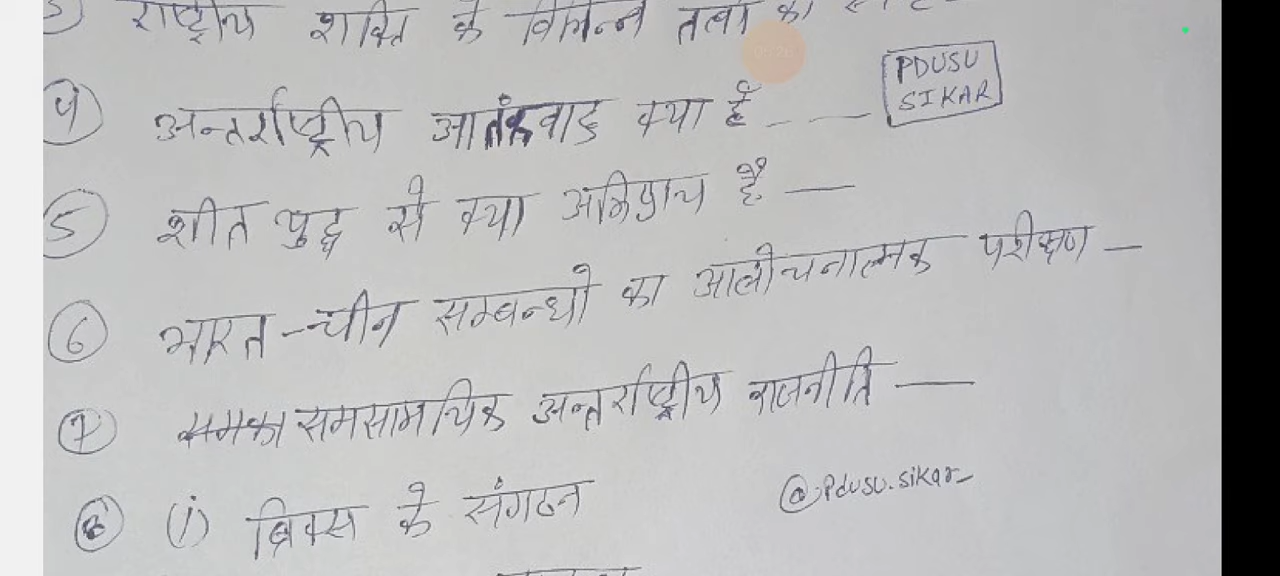 राष्ट्रीय शक्ति के विभिन्न तत्वों का
④ अन्तर्राष्ट्रीय आतंकवाद क्या है - - —
PDUSU
SIKAR
⑤ शीत युद्ध से क्या अभिप्राय है —
⑥ भारत-चीन सम्बन्धो का आलोचनात्मक परीक्षण —
⑦ समसामयिक अन्तर्राष्ट्रीय राजनीति —
⑧ (i) ब्रिक्स के संगठन
@Pdusu.sikar_